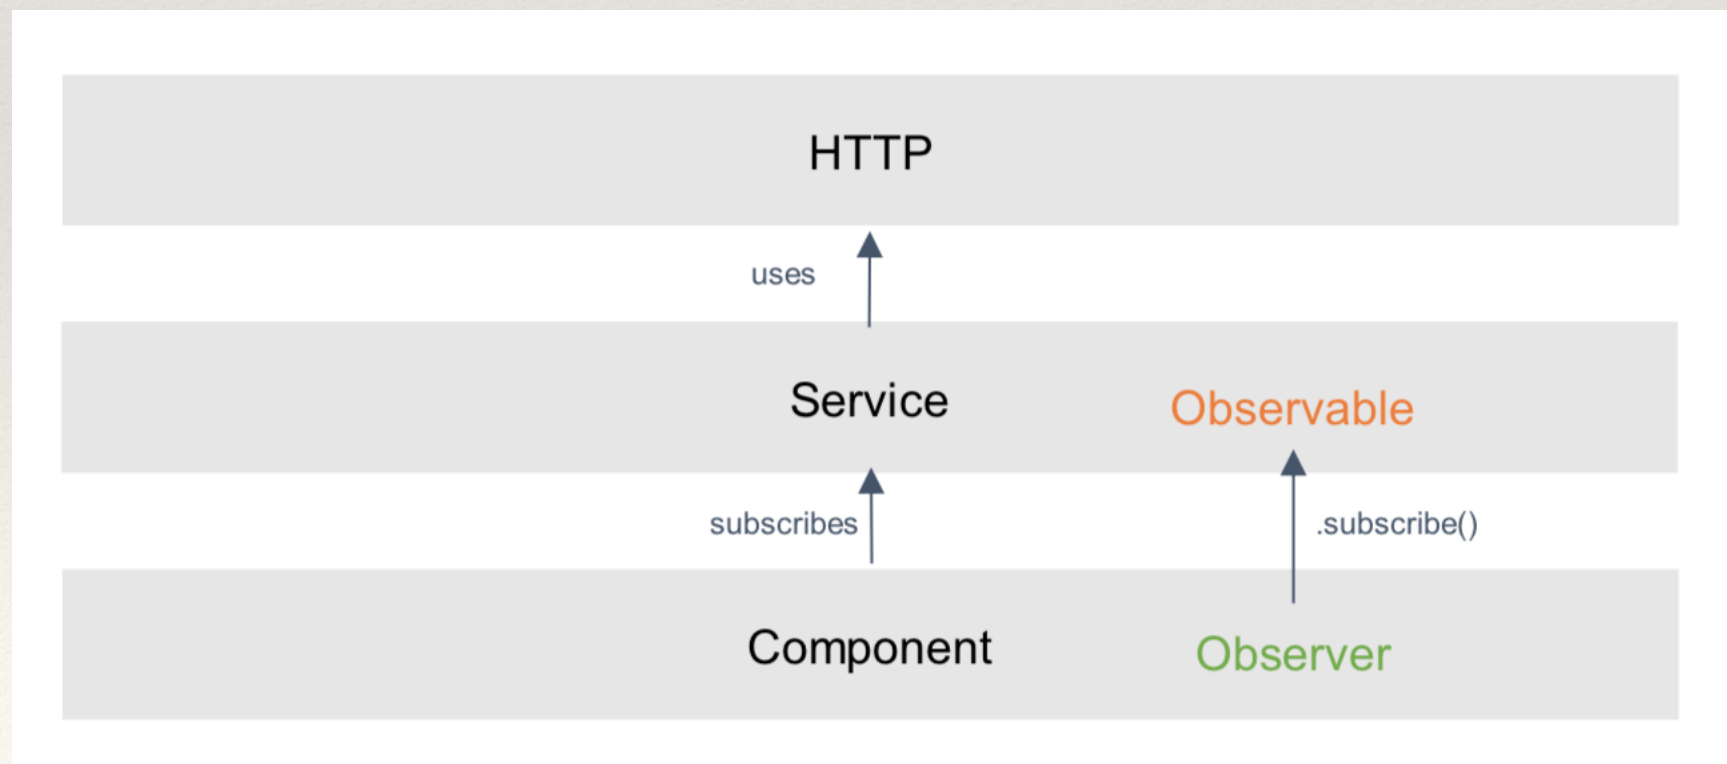 HTTP
uses
Service
Observable
subscribes
.subscribe()
Component
Observer